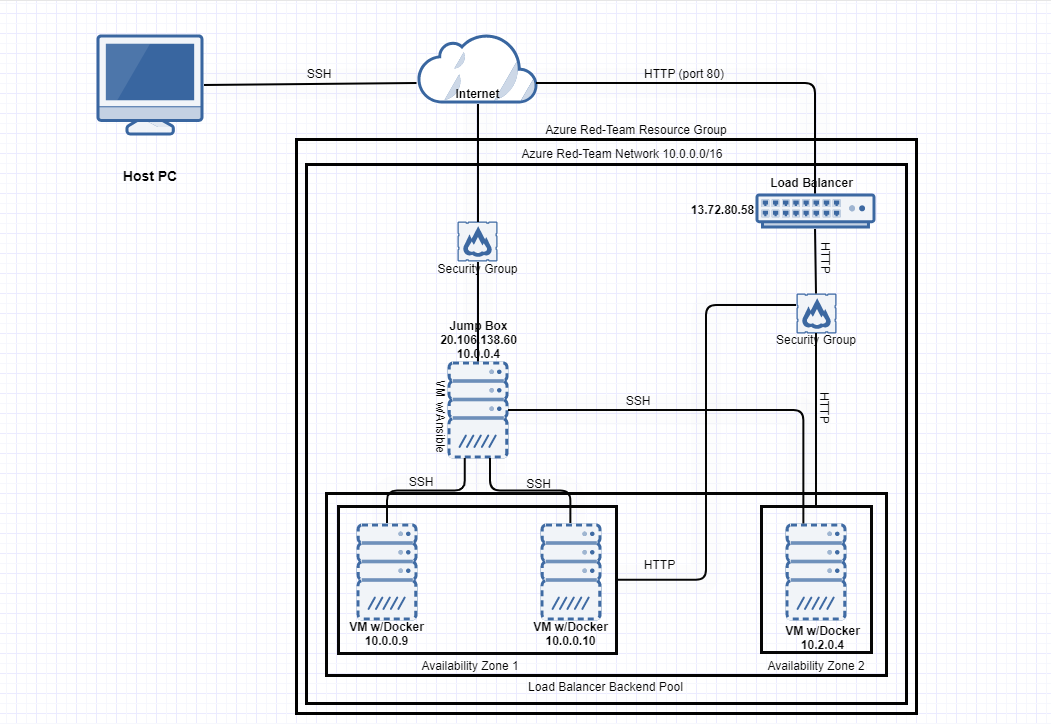 SSH
HTTP (port 80)
Internet
Azure Red-Team Resource Group
Azure Red-Team Network 10.0.0.0/16
Host PC
Load Balancer
13.72.80.58
HTTP
Security Group
Security Group
Jump Box
20.106.138.60
10.0.0.4
VM w/Ansible
SSH
HTTP
SSH
SSH
HTTP
VM w/Docker
10.0.0.9
VM w/Docker
10.0.0.10
VM w/Docker
10.2.0.4
Availability Zone 1
Availability Zone 2
Load Balancer Backend Pool